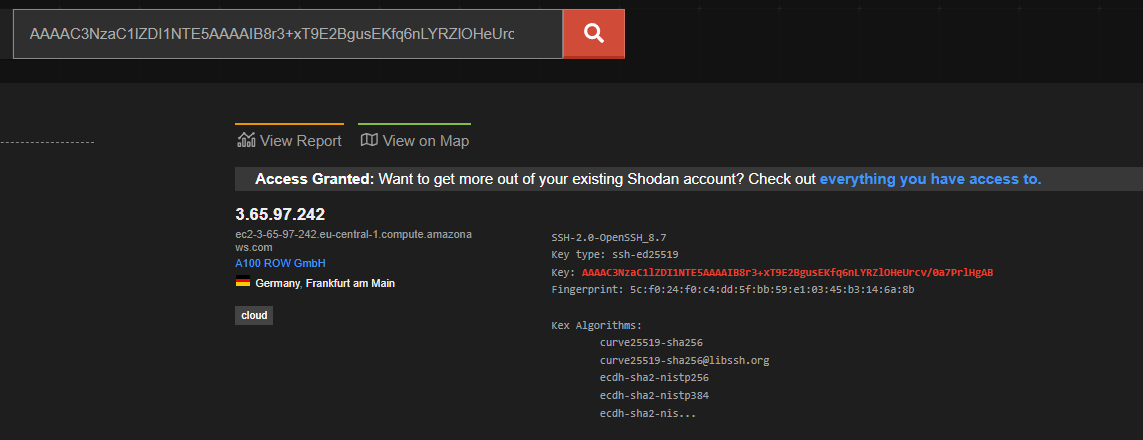 AAAAC3NzaC1lZDI1NTE5AAAAIB8r3+xT9E2BgusEKfq6nLYRZlOHeUrc
View Report
View on Map
Access Granted: Want to get more out of your existing Shodan account? Check out everything you have access to.
3.65.97.242
ec2-3-65-97-242.eu-central-1.compute.amazona
ws.com
A100 ROW GmbH
Germany, Frankfurt am Main
cloud
SSH-2.0-OpenSSH_8.7
Key type: ssh-ed25519
Key: AAAAC3NzaC1lZDI1NTE5AAAAIB8r3+xT9E2BgusEKfq6nLYRZlOHeUrcv/0a7PrlHgAB
Fingerprint: 5c:f0:24:f0:c4:dd:5f:bb:59:e1:03:45:b3:14:6a:8b
Kex Algorithms:
curve25519-sha256
curve25519-sha256@libssh.org
ecdh-sha2-nistp256
ecdh-sha2-nistp384
ecdh-sha2-nis...